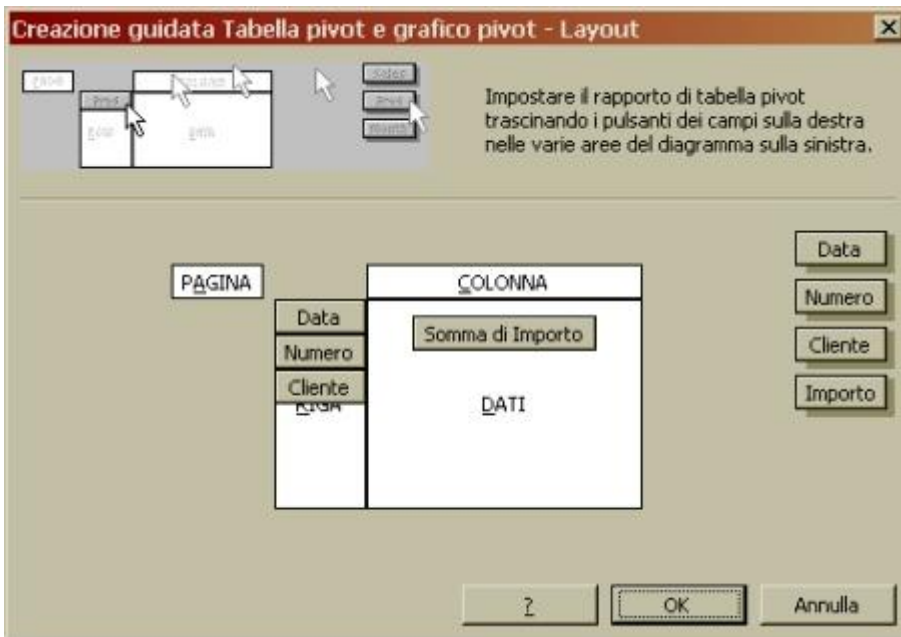 Creazione guidata Tabella pivot e grafico pivot - Layout
Impostare il rapporto di tabella pivot
trascinando i pulsanti dei campi sulla destra
nelle varie aree del diagramma sulla sinistra.
PAGINA
COLONNA
Data
Numero
Cliente
RIGA
Somma di Importo
DATI
Data
Numero
Cliente
Importo
?
OK
Annulla